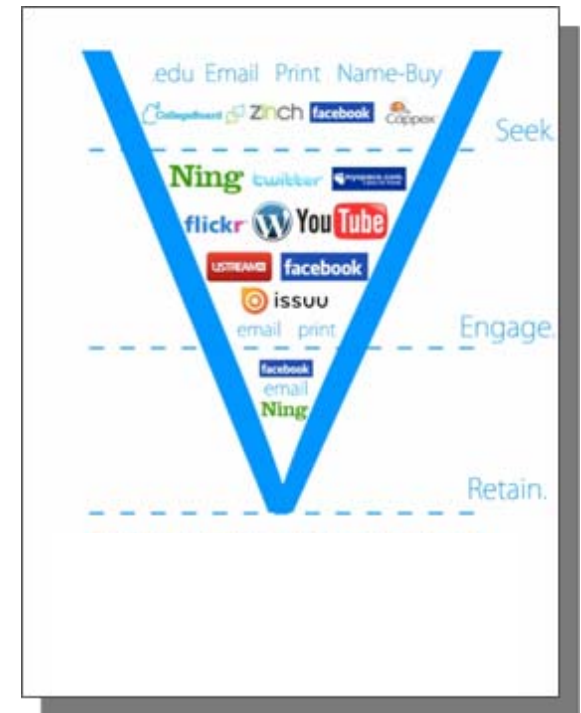 .edu Email Print Name-Buy
CollegeBoard Zinch facebook Cappex
Seek.
Ning twitter myspace.com
flickr W YouTube
USTREAM facebook
issuu
email print
Engage.
facebook
email
Ning
Retain.